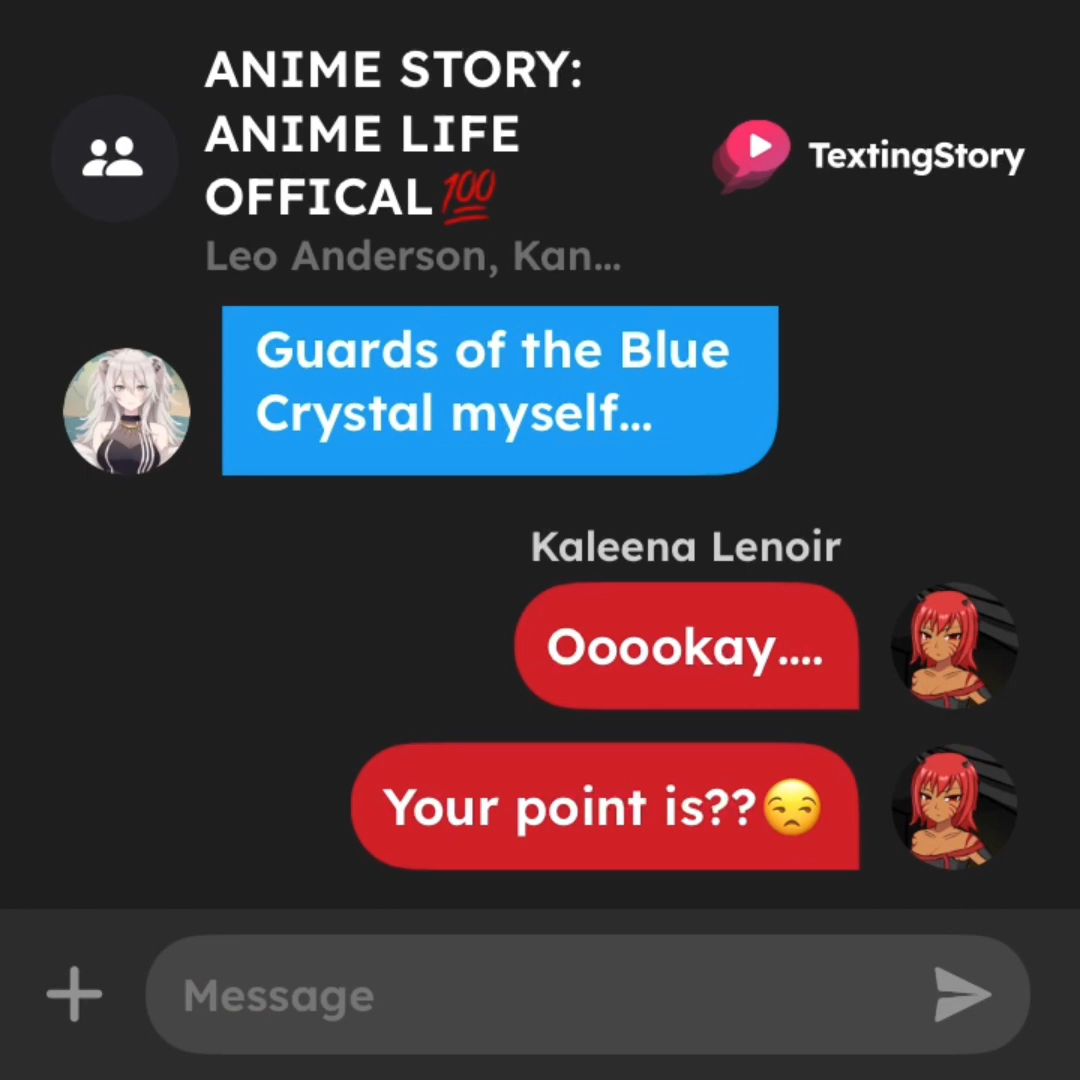 ANIME STORY:
ANIME LIFE
OFFICAL💯
TextingStory
Leo Anderson, Kan...
Guards of the Blue
Crystal myself...
Kaleena Lenoir
Ooookay....
Your point is??😒
Message